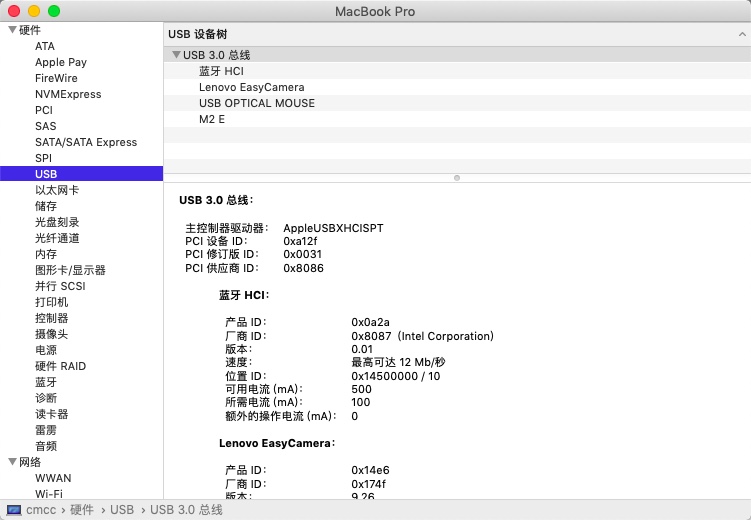 MacBook Pro
硬件
ATA
Apple Pay
FireWire
NVMExpress
PCI
SAS
SATA/SATA Express
SPI
USB
以太网卡
储存
光盘刻录
光纤通道
内存
图形卡/显示器
并行 SCSI
打印机
控制器
摄像头
电源
硬件 RAID
蓝牙
诊断
读卡器
雷雳
音频
网络
WWAN
Wi-Fi
USB 设备树
USB 3.0 总线
蓝牙 HCI
Lenovo EasyCamera
USB OPTICAL MOUSE
M2 E
USB 3.0 总线:
主控制器驱动器: AppleUSBXHCISPT
PCI 设备 ID: 0xa12f
PCI 修订版 ID: 0x0031
PCI 供应商 ID: 0x8086
蓝牙 HCI:
产品 ID: 0x0a2a
厂商 ID: 0x8087 (Intel Corporation)
版本: 0.01
速度: 最高可达 12 Mb/秒
位置 ID: 0x14500000 / 10
可用电流 (mA): 500
所需电流 (mA): 100
额外的操作电流 (mA): 0
Lenovo EasyCamera:
产品 ID: 0x14e6
厂商 ID: 0x174f
版本: 9.26
cmcc › 硬件 › USB › USB 3.0 总线